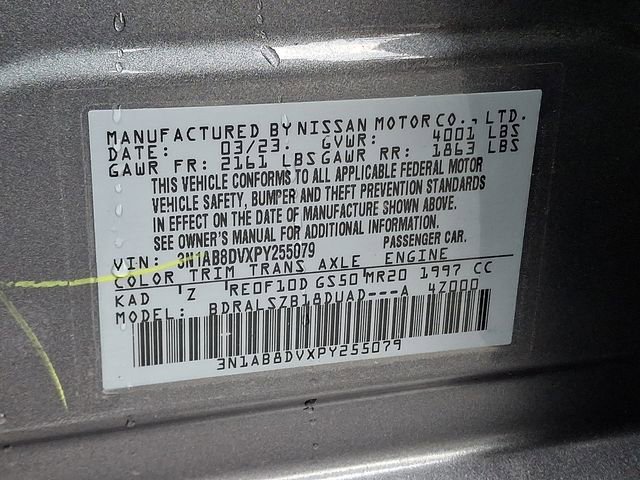 MANUFACTURED BY NISSAN MOTOR CO., LTD.
DATE: 03/23. GVWR: 4001 LBS
GAWR FR: 2161 LBS GAWR RR: 1863 LBS
THIS VEHICLE CONFORMS TO ALL APPLICABLE FEDERAL MOTOR
VEHICLE SAFETY, BUMPER AND THEFT PREVENTION STANDARDS
IN EFFECT ON THE DATE OF MANUFACTURE SHOWN ABOVE.
SEE OWNER'S MANUAL FOR ADDITIONAL INFORMATION.
VIN: 3N1AB8DVXPY255079 PASSENGER CAR.
COLOR TRIM TRANS AXLE ENGINE
KAD 'Z RE0F10D GS50 MR20 1997 CC
MODEL: BDRALSZB18DUAD---A 4Z000
3N1AB8DVXPY255079